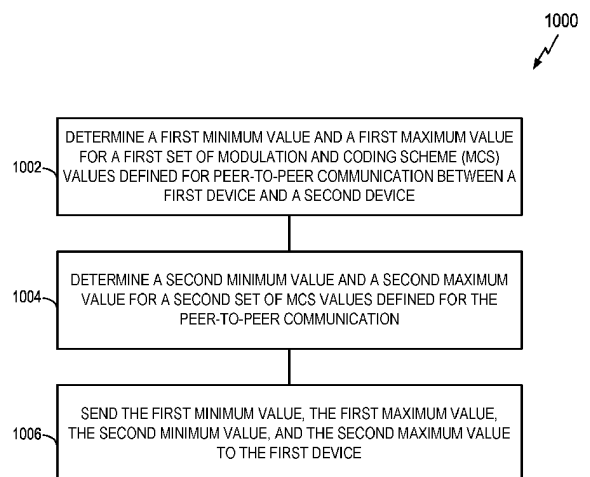 1000
DETERMINE A FIRST MINIMUM VALUE AND A FIRST MAXIMUM VALUE
FOR A FIRST SET OF MODULATION AND CODING SCHEME (MCS)
VALUES DEFINED FOR PEER-TO-PEER COMMUNICATION BETWEEN A
FIRST DEVICE AND A SECOND DEVICE
1002
DETERMINE A SECOND MINIMUM VALUE AND A SECOND MAXIMUM
VALUE FOR A SECOND SET OF MCS VALUES DEFINED FOR THE
PEER-TO-PEER COMMUNICATION
1004
SEND THE FIRST MINIMUM VALUE, THE FIRST MAXIMUM VALUE,
THE SECOND MINIMUM VALUE, AND THE SECOND MAXIMUM VALUE
TO THE FIRST DEVICE
1006